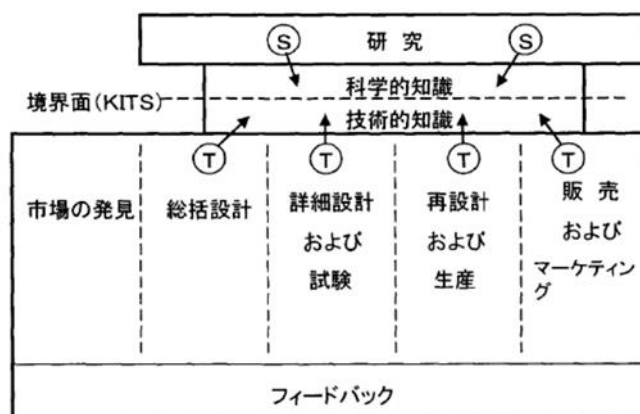 S
研究
S
科学的知識
境界面(KITS)
技術的知識
T
T
T
T
市場の発見
総括設計
詳細設計
および
試験
再設計
および
生産
販売
および
マーケティン
グ
フィードバック